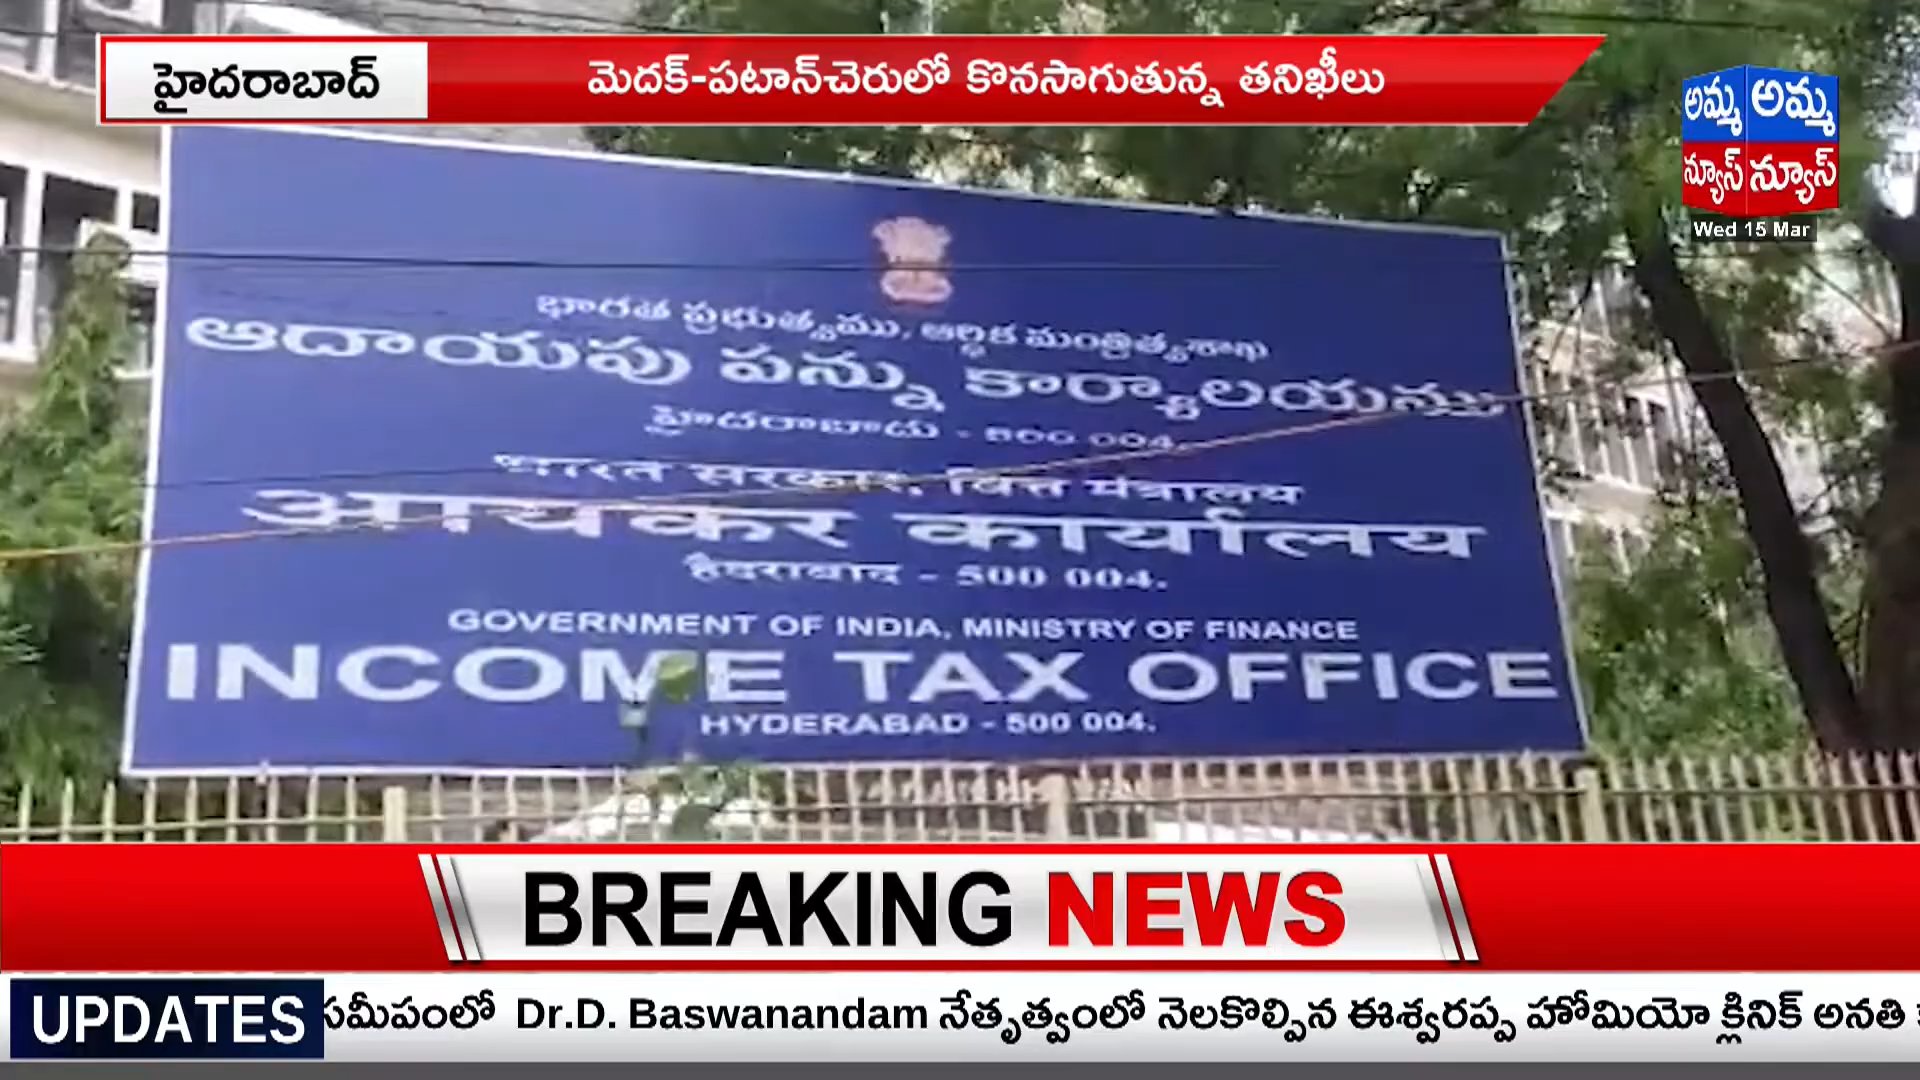 హైదరాబాద్
మెదక్-పటాన్‌చెరులో కొనసాగుతున్న తనిఖీలు
అమ్మ అమ్మ
న్యూస్ న్యూస్
Wed 15 Mar
భారత ప్రభుత్వము, ఆర్థిక మంత్రిత్వశాఖ
ఆదాయపు పన్ను కార్యాలయము
హైదరాబాదు - 500 004.
भारत सरकार, वित्त मंत्रालय
आयकर कार्यालय
हैदराबाद - 500 004.
GOVERNMENT OF INDIA, MINISTRY OF FINANCE
INCOME TAX OFFICE
HYDERABAD - 500 004.
BREAKING NEWS
UPDATES
సమీపంలో Dr.D. Baswanandam నేతృత్వంలో నెలకొల్పిన ఈశ్వరప్ప హోమియో క్లినిక్ అనతి